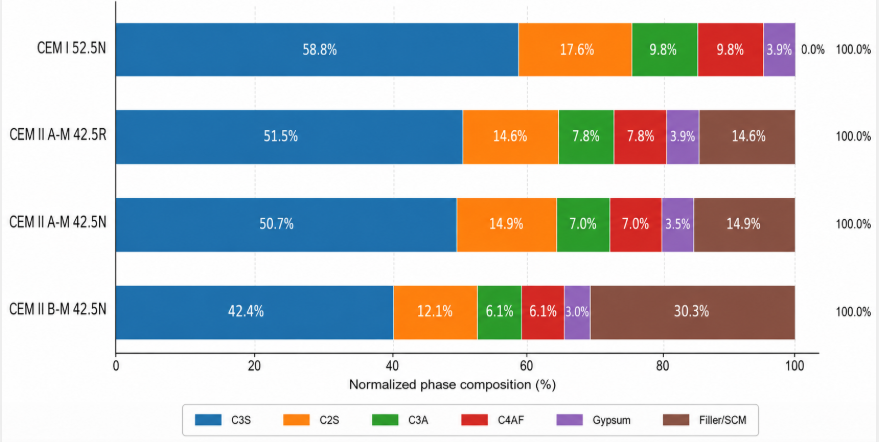 CEM I 52.5N 58.8% 17.6% 9.8% 9.8% 3.9% 0.0% 100.0%
CEM II A-M 42.5R 51.5% 14.6% 7.8% 7.8% 3.9% 14.6% 100.0%
CEM II A-M 42.5N 50.7% 14.9% 7.0% 7.0% 3.5% 14.9% 100.0%
CEM II B-M 42.5N 42.4% 12.1% 6.1% 6.1% 3.0% 30.3% 100.0%
0 20 40 60 80 100
Normalized phase composition (%)
C3S C2S C3A C4AF Gypsum Filler/SCM